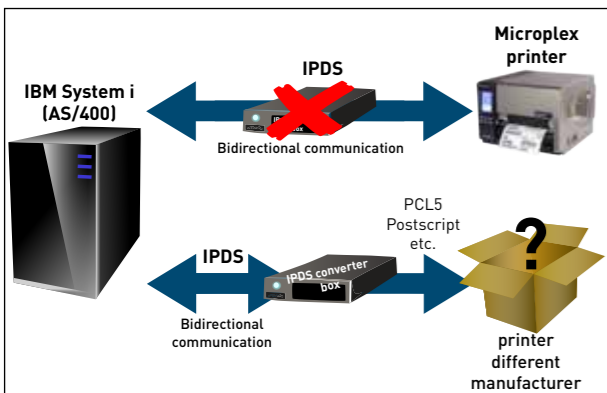 Microplex
printer
IPDS
IBM System i
(AS/400)
box
Bidirectional communication
PCL5
Postscript
etc.
IPDS
IPDS converter
box
Bidirectional
communication
?
printer
different
manufacturer